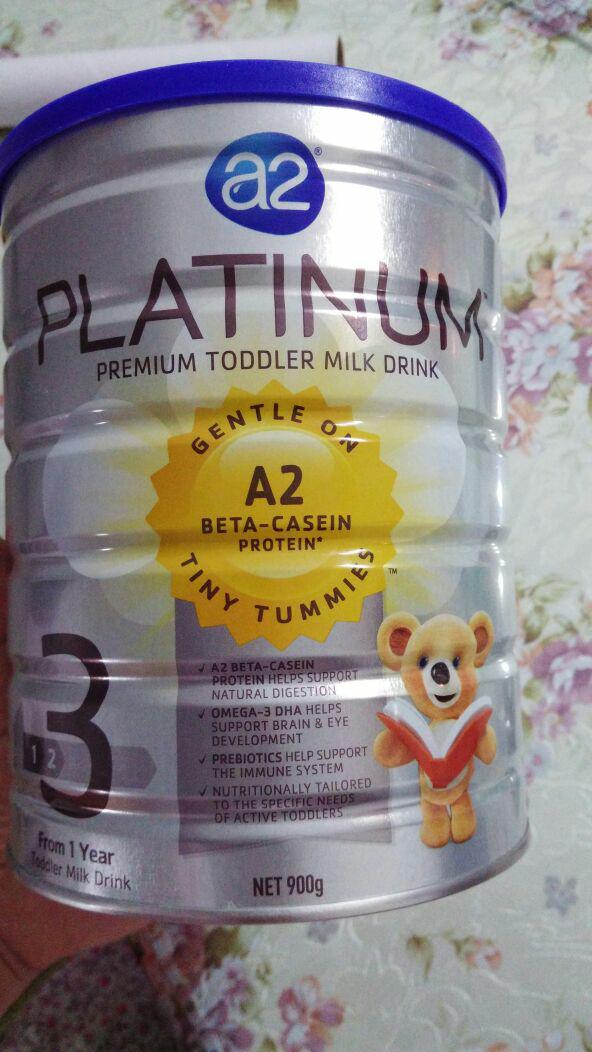 a2®
PLATINUM™
PREMIUM TODDLER MILK DRINK
GENTLE ON
A2
BETA-CASEIN
PROTEIN*
TINY TUMMIES™
✓ A2 BETA-CASEIN
PROTEIN HELPS SUPPORT
NATURAL DIGESTION
✓ OMEGA-3 DHA HELPS
SUPPORT BRAIN & EYE
DEVELOPMENT
✓ PREBIOTICS HELP SUPPORT
THE IMMUNE SYSTEM
✓ NUTRITIONALLY TAILORED
TO THE SPECIFIC NEEDS
OF ACTIVE TODDLERS
1 2 3
From 1 Year
Toddler Milk Drink
NET 900g